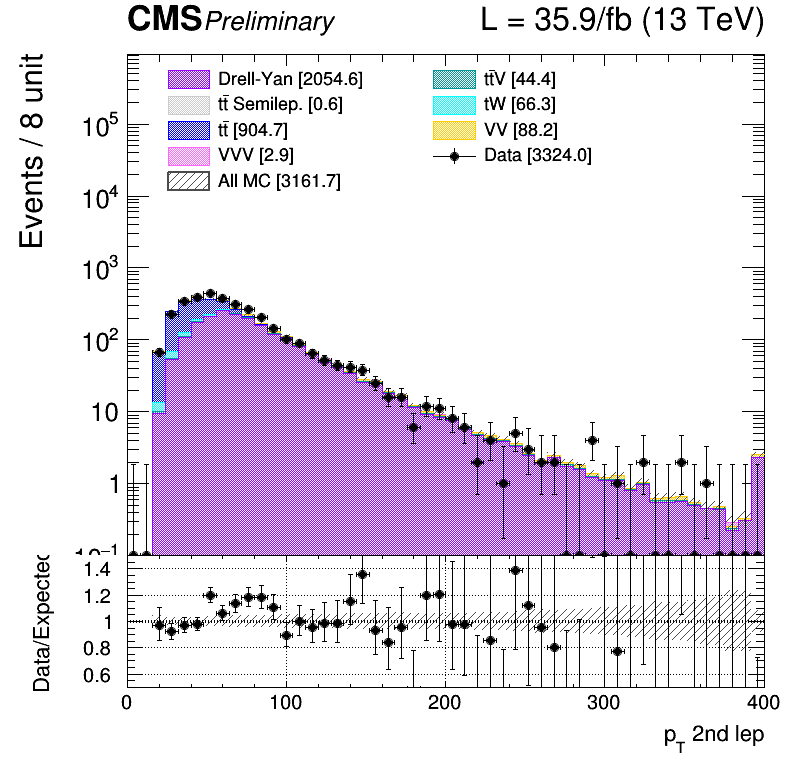 CMS Preliminary L = 35.9/fb (13 TeV)
Events / 8 unit
Drell-Yan [2054.6]
tt̄ Semilep. [0.6]
tt̄ [904.7]
VVV [2.9]
All MC [3161.7]
tt̄V [44.4]
tW [66.3]
VV [88.2]
Data [3324.0]
10⁵
10⁴
10³
10²
10
1
10⁻¹
Data/Expected
1.4
1.2
1
0.8
0.6
0 100 200 300 400
p_T 2nd lep